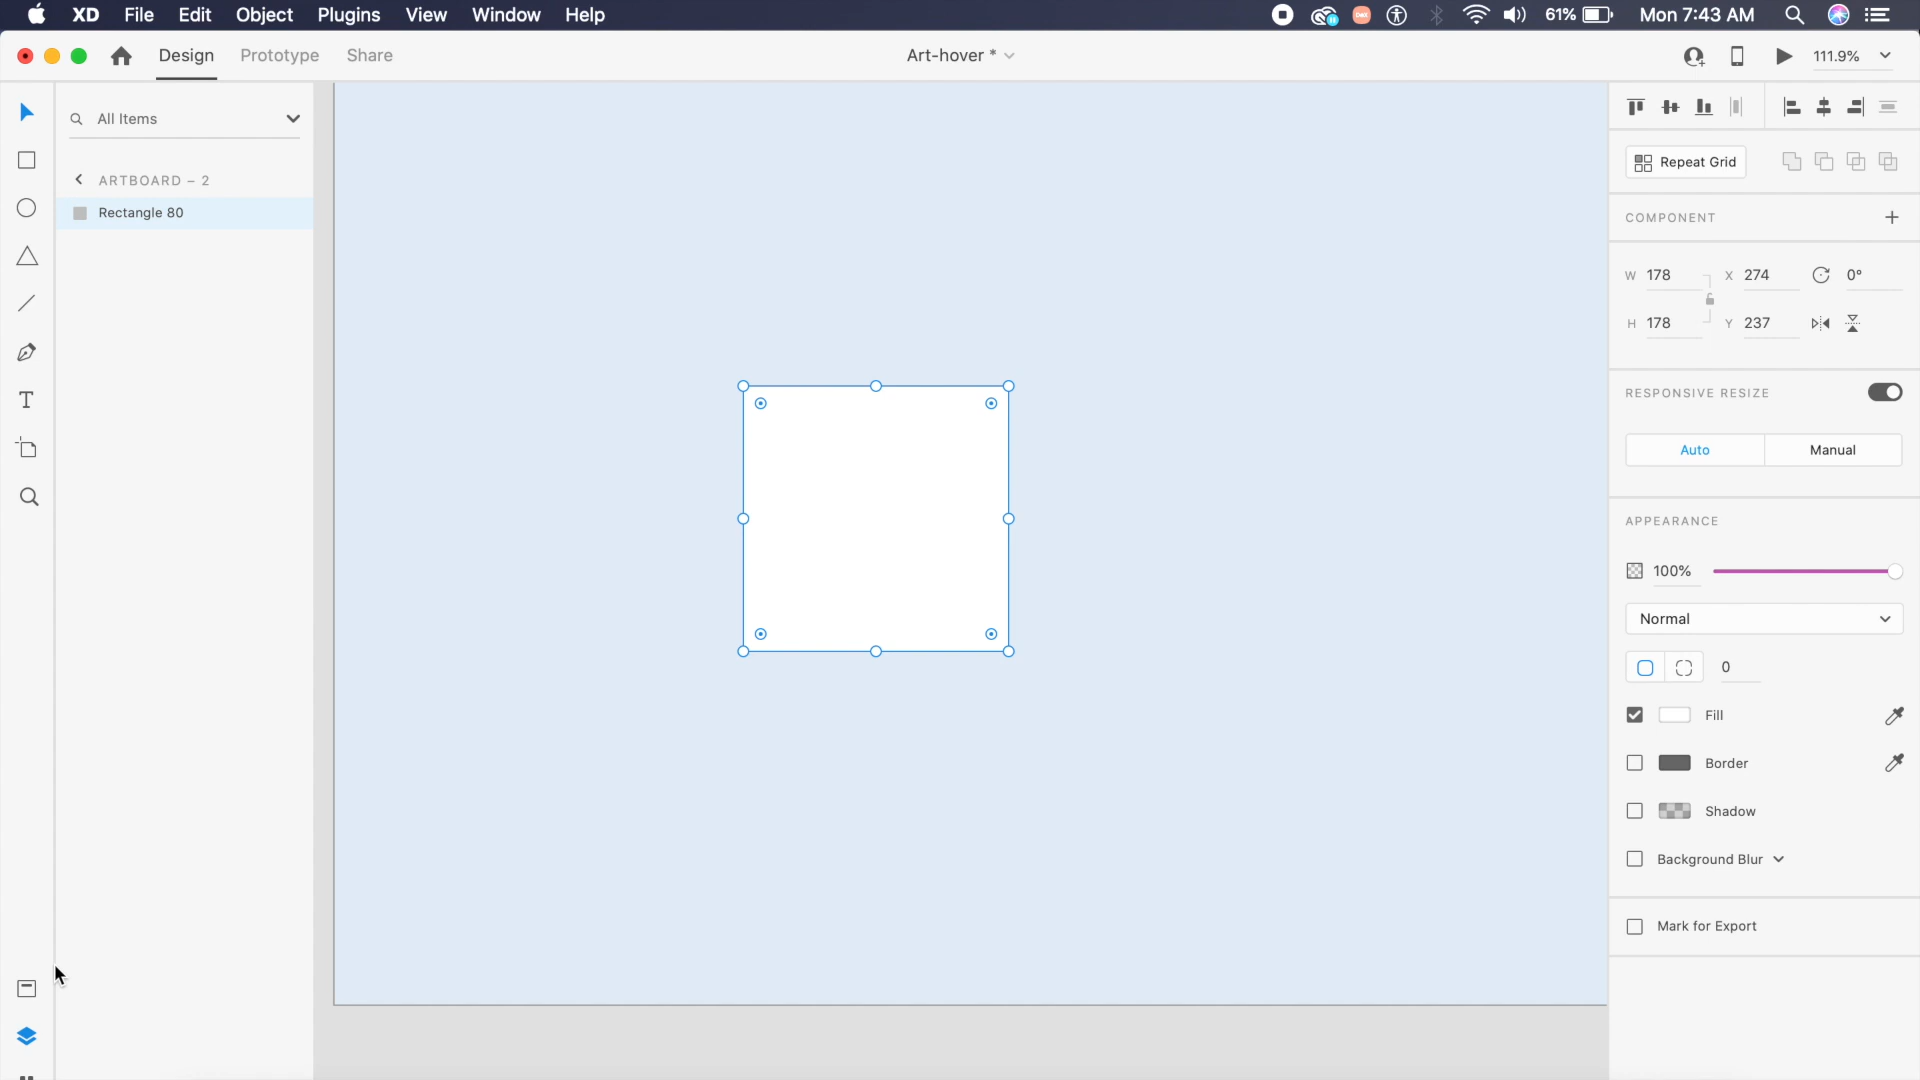 XD File Edit Object Plugins View Window Help
61% Mon 7:43 AM
Design Prototype Share
Art-hover *
111.9%
All Items
ARTBOARD – 2
Rectangle 80
T
Repeat Grid
COMPONENT
W 178 X 274 0°
H 178 Y 237
RESPONSIVE RESIZE
Auto Manual
APPEARANCE
100%
Normal
0
Fill
Border
Shadow
Background Blur
Mark for Export